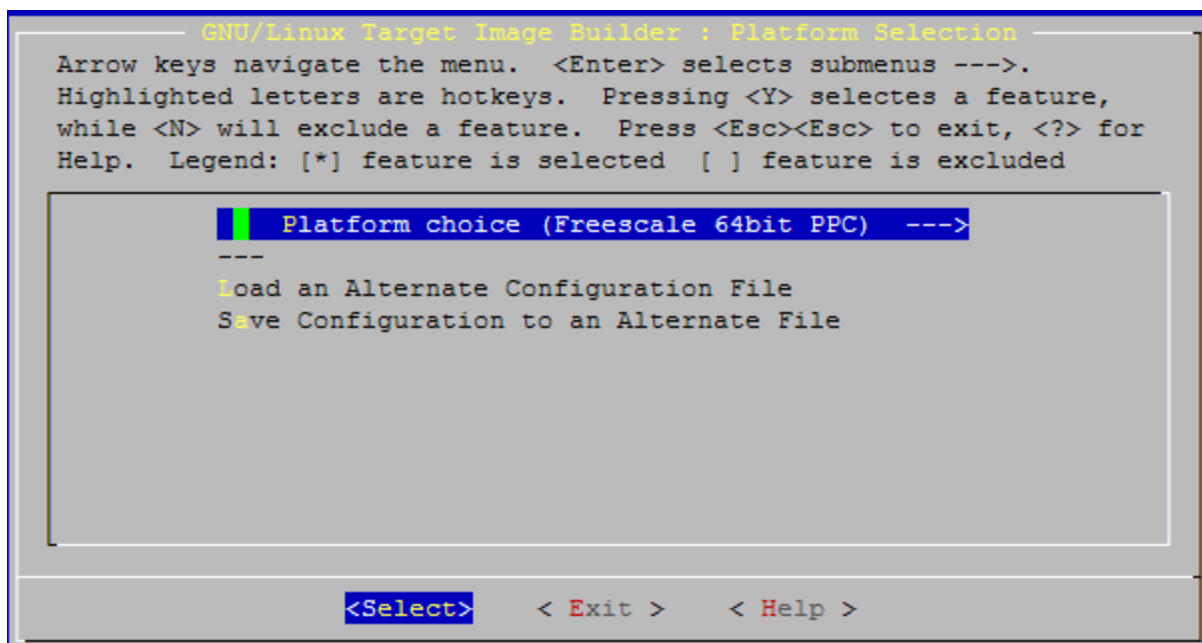 GNU/Linux Target Image Builder : Platform Selection
Arrow keys navigate the menu.  <Enter> selects submenus --->.
Highlighted letters are hotkeys.  Pressing <Y> selectes a feature,
while <N> will exclude a feature.  Press <Esc><Esc> to exit, <?> for
Help.  Legend: [*] feature is selected  [ ] feature is excluded
Platform choice (Freescale 64bit PPC)  --->
---
Load an Alternate Configuration File
Save Configuration to an Alternate File
<Select>    < Exit >    < Help >